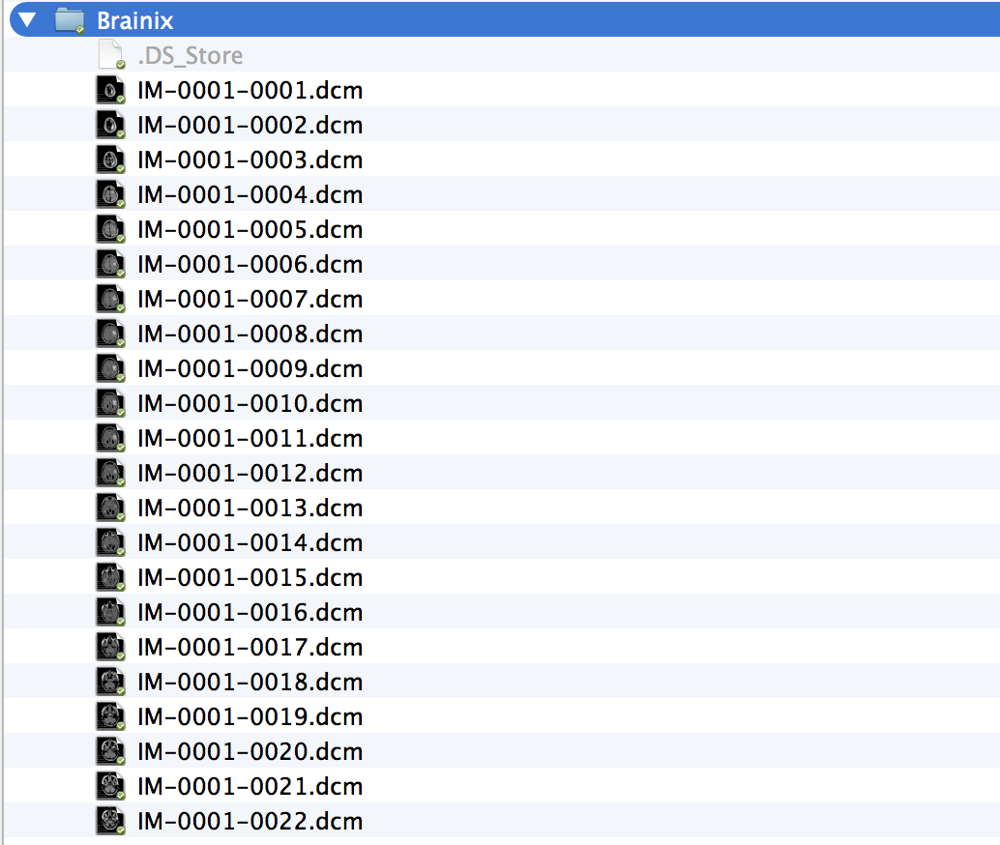 Brainix
.DS_Store
IM-0001-0001.dcm
IM-0001-0002.dcm
IM-0001-0003.dcm
IM-0001-0004.dcm
IM-0001-0005.dcm
IM-0001-0006.dcm
IM-0001-0007.dcm
IM-0001-0008.dcm
IM-0001-0009.dcm
IM-0001-0010.dcm
IM-0001-0011.dcm
IM-0001-0012.dcm
IM-0001-0013.dcm
IM-0001-0014.dcm
IM-0001-0015.dcm
IM-0001-0016.dcm
IM-0001-0017.dcm
IM-0001-0018.dcm
IM-0001-0019.dcm
IM-0001-0020.dcm
IM-0001-0021.dcm
IM-0001-0022.dcm